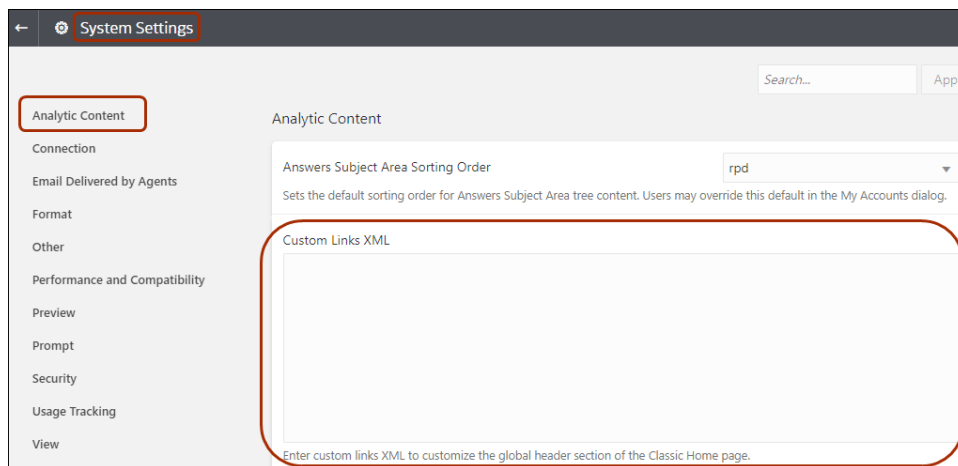 System Settings
Search...
App
Analytic Content
Connection
Email Delivered by Agents
Format
Other
Performance and Compatibility
Preview
Prompt
Security
Usage Tracking
View
Analytic Content
Answers Subject Area Sorting Order
rpd
Sets the default sorting order for Answers Subject Area tree content. Users may override this default in the My Accounts dialog.
Custom Links XML
Enter custom links XML to customize the global header section of the Classic Home page.